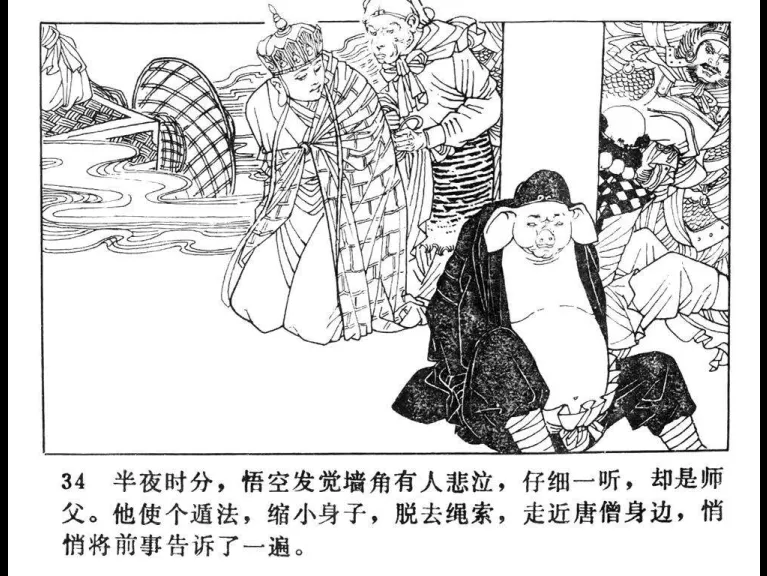 34 半夜时分，悟空发觉墙角有人悲泣，仔细一听，却是师
父。他使个遁法，缩小身子，脱去绳索，走近唐僧身边，悄
悄将前事告诉了一遍。